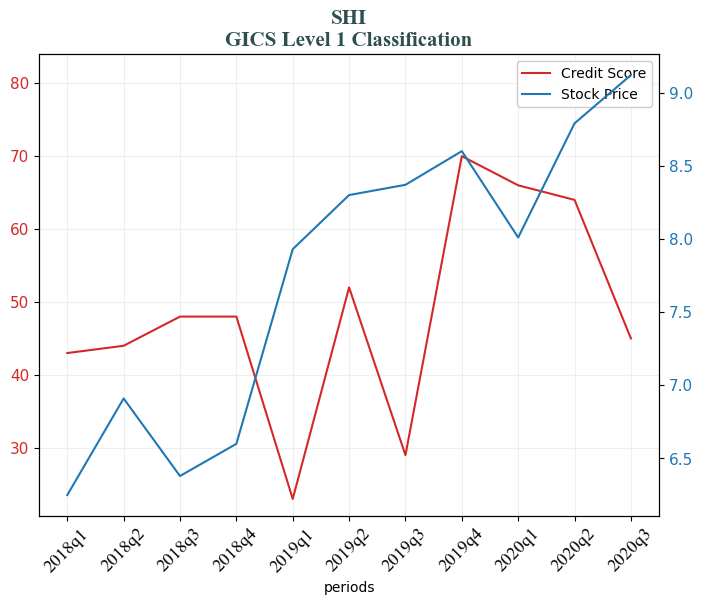 SHI
GICS Level 1 Classification
Credit Score
Stock Price
80
70
60
50
40
30
9.0
8.5
8.0
7.5
7.0
6.5
2018q1
2018q2
2018q3
2018q4
2019q1
2019q2
2019q3
2019q4
2020q1
2020q2
2020q3
periods